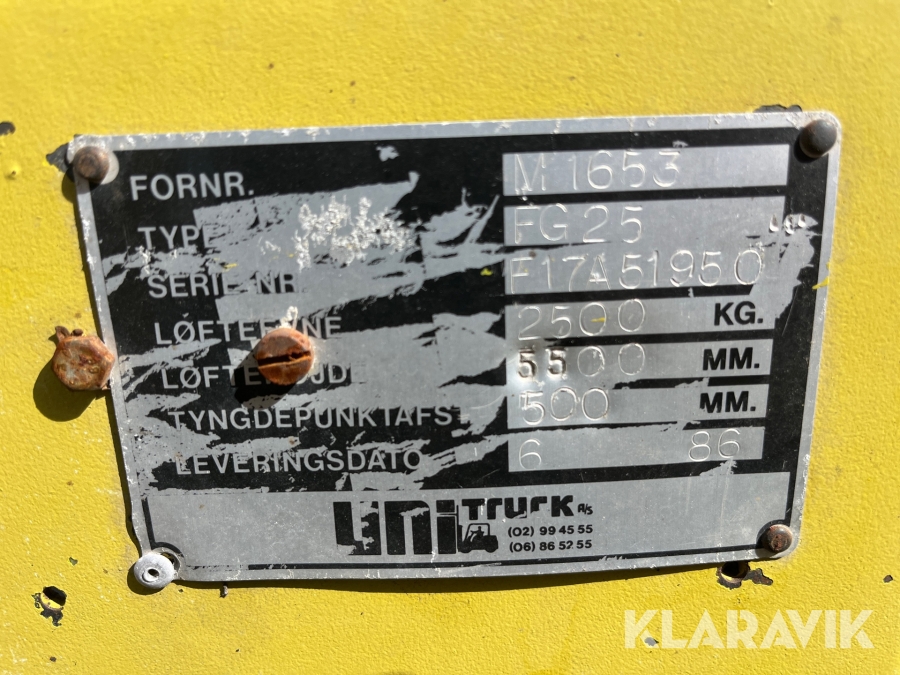 FORNR. M 1653
TYPE FG 25
SERIE NR. F17A51950
LØFTEEVNE 2500 KG.
LØFTEHØJDE 5500 MM.
TYNGDEPUNKTAFS 500 MM.
LEVERINGSDATO 6 86
UNI Truck A/S
(02) 99 45 55
(06) 86 52 55
KLARAVIK